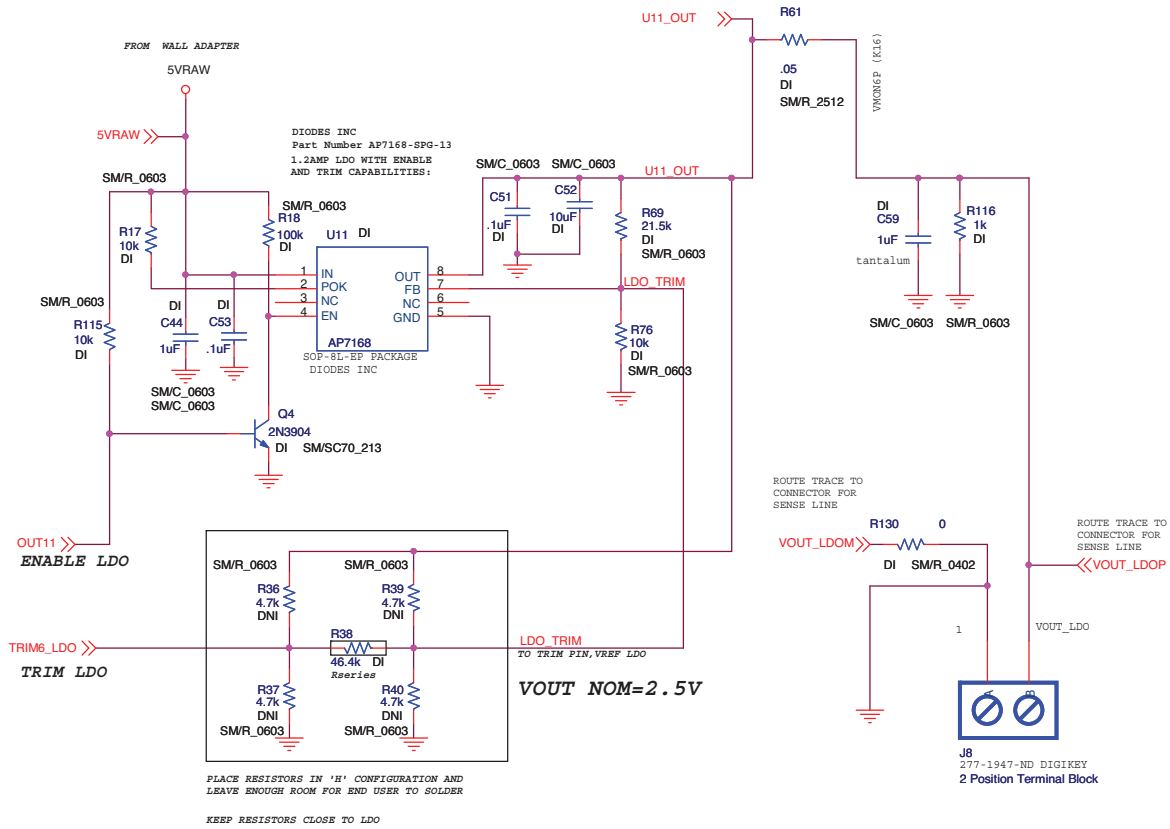 U11_OUT
R61
.05
DI
SM/R_2512
VMON6P (K16)
FROM WALL ADAPTER
5VRAW
5VRAW
DIODES INC
Part Number AP7168-SPG-13
1.2AMP LDO WITH ENABLE
AND TRIM CAPABILITIES:
SM/R_0603
SM/R_0603
R18
100k
DI
R17
10k
DI
SM/R_0603
R115
10k
DI
DI
C44
1uF
DI
C53
.1uF
SM/C_0603
SM/C_0603
U11
DI
1
IN
2
POK
3
NC
4
EN
OUT
8
FB
7
NC
6
GND
5
AP7168
SOP-8L-EP PACKAGE
DIODES INC
SM/C_0603
SM/C_0603
U11_OUT
C51
.1uF
DI
C52
10uF
DI
R69
21.5k
DI
SM/R_0603
LDO_TRIM
R76
10k
DI
SM/R_0603
DI
C59
1uF
tantalum
R116
1k
DI
SM/C_0603
SM/R_0603
Q4
2N3904
DI
SM/SC70_213
OUT11
ENABLE LDO
ROUTE TRACE TO
CONNECTOR FOR
SENSE LINE
R130
0
VOUT_LDOM
DI
SM/R_0402
ROUTE TRACE TO
CONNECTOR FOR
SENSE LINE
VOUT_LDOP
SM/R_0603
SM/R_0603
R36
4.7k
DNI
R39
4.7k
DNI
TRIM6_LDO
TRIM LDO
R38
46.4k
DI
Rseries
LDO_TRIM
TO TRIM PIN,VREF LDO
R37
4.7k
DNI
SM/R_0603
R40
4.7k
DNI
SM/R_0603
VOUT NOM=2.5V
1
VOUT_LDO
A
B
J8
277-1947-ND DIGIKEY
2 Position Terminal Block
PLACE RESISTORS IN 'H' CONFIGURATION AND
LEAVE ENOUGH ROOM FOR END USER TO SOLDER
KEEP RESISTORS CLOSE TO LDO